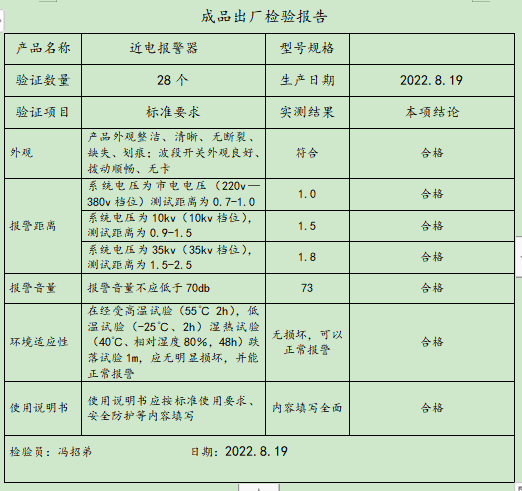 成品出厂检验报告
产品名称 近电报警器 型号规格
验证数量 28 个 生产日期 2022.8.19
验证项目 标准要求 实测结果 本项结论
外观
产品外观整洁、清晰、无断裂、
缺失、划痕；波段开关外观良好、
拨动顺畅、无卡
符合 合格
报警距离
系统电压为市电电压（220v—
380v 档位）测试距离为 0.7-1.0
1.0 合格
系统电压为 10kv（10kv 档位），
测试距离为 0.9-1.5
1.5 合格
系统电压为 35kv（35kv 档位），
测试距离为 1.5-2.5
1.8 合格
报警音量 报警音量不应低于 70db 73 合格
环境适应性
在经受高温试验（55℃ 2h），低
温试验（-25℃、2h）湿热试验
（40℃、相对湿度 80%，48h）跌
落试验 1m，应无明显损坏，并能
正常报警
无损坏，可以
正常报警
合格
使用说明书
使用说明书应按标准使用要求、
安全防护等内容填写
内容填写全面 合格
检验员：冯招弟 日期：2022.8.19